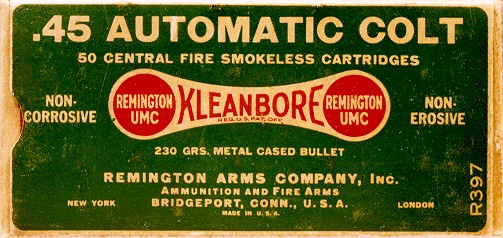 .45 AUTOMATIC COLT
50 CENTRAL FIRE SMOKELESS CARTRIDGES
NON-
CORROSIVE
REMINGTON
UMC
KLEANBORE
REG. U.S. PAT. OFF.
REMINGTON
UMC
NON-
EROSIVE
230 GRS. METAL CASED BULLET
REMINGTON ARMS COMPANY, INC.
AMMUNITION AND FIRE ARMS
NEW YORK BRIDGEPORT, CONN., U.S.A. LONDON
MADE IN U.S.A.
R397